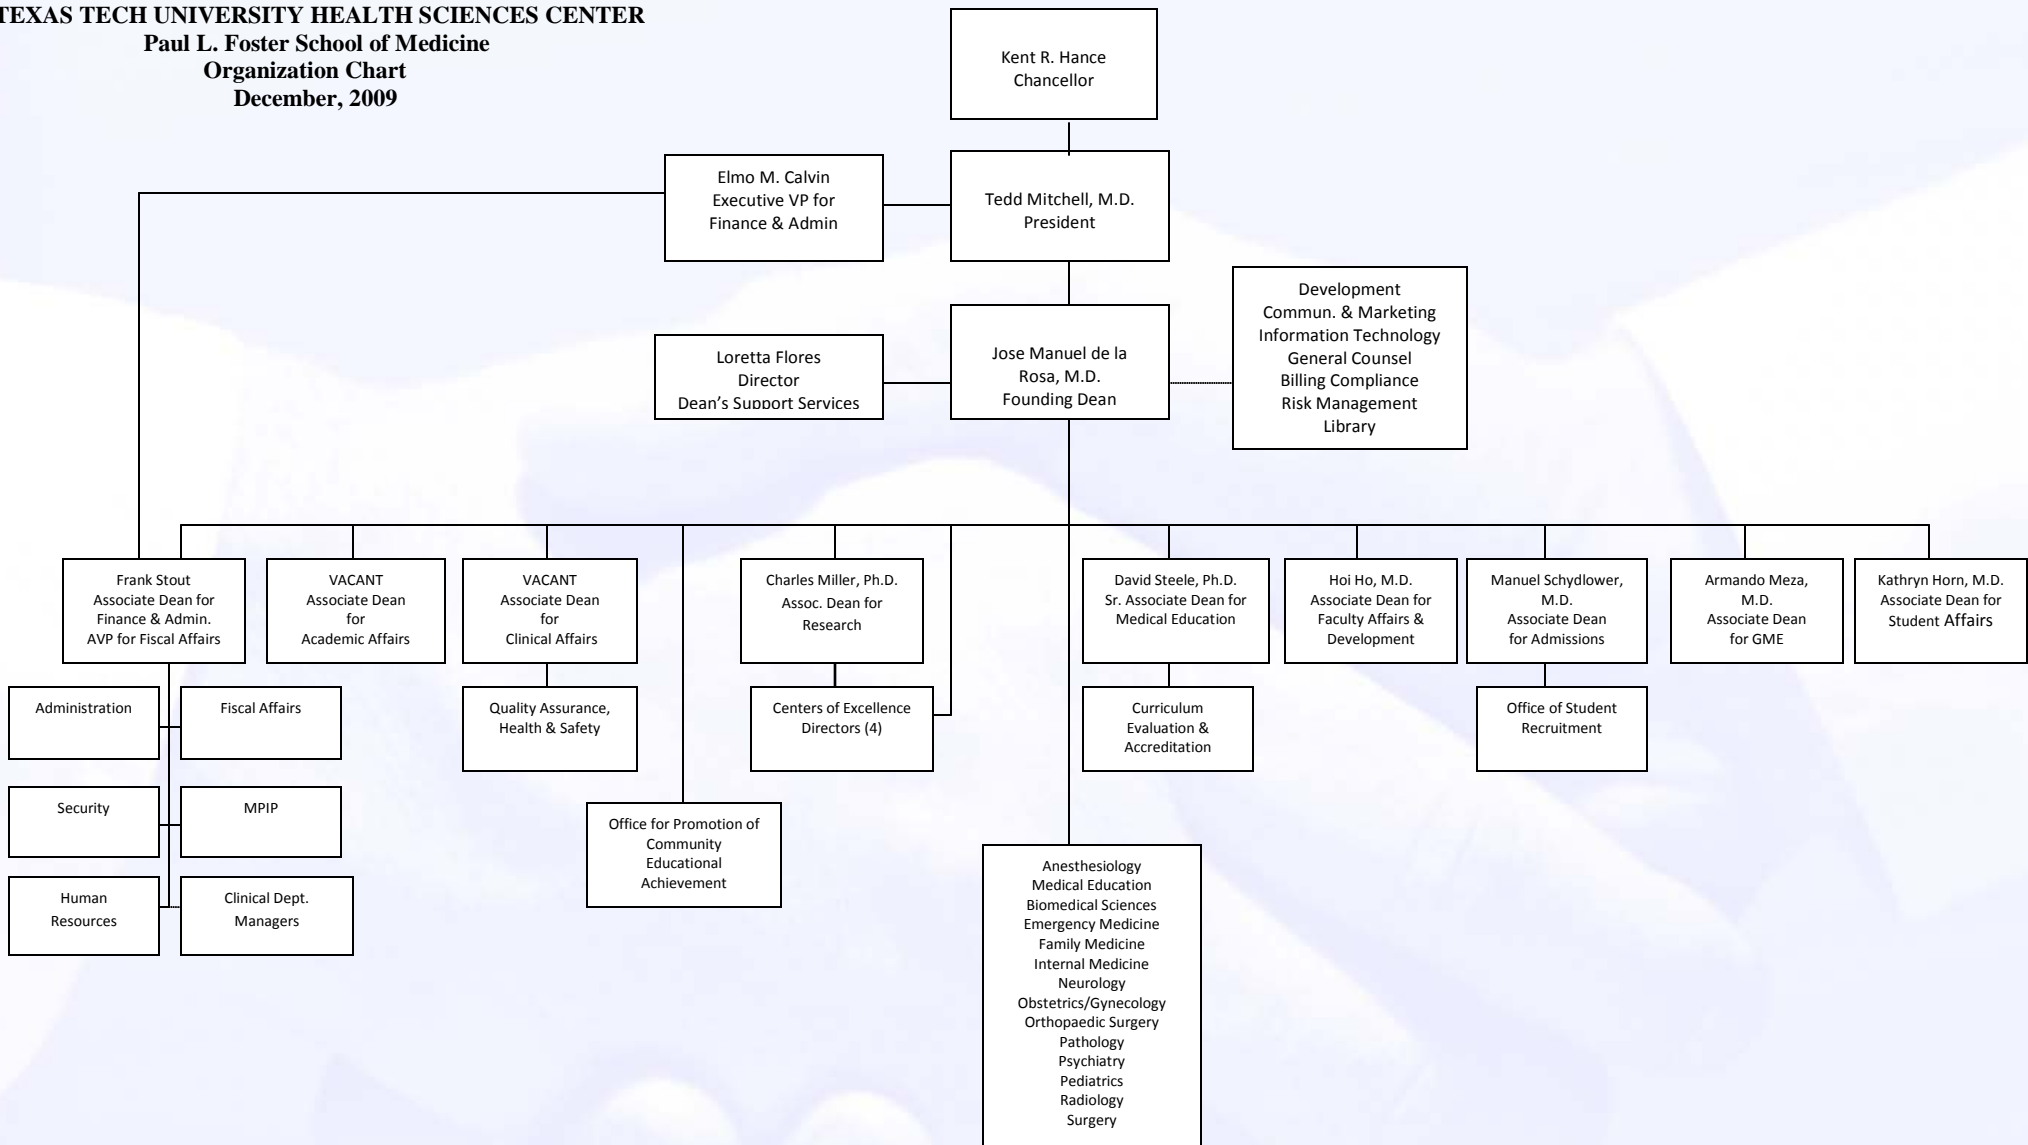 TEXAS TECH UNIVERSITY HEALTH SCIENCES CENTER
Paul L. Foster School of Medicine
Organization Chart
December, 2009
Kent R. Hance
Chancellor
Elmo M. Calvin
Executive VP for
Finance & Admin
Tedd Mitchell, M.D.
President
Loretta Flores
Director
Dean's Support Services
Jose Manuel de la
Rosa, M.D.
Founding Dean
Development
Commun. & Marketing
Information Technology
General Counsel
Billing Compliance
Risk Management
Library
Frank Stout
Associate Dean for
Finance & Admin.
AVP for Fiscal Affairs
VACANT
Associate Dean
for
Academic Affairs
VACANT
Associate Dean
for
Clinical Affairs
Charles Miller, Ph.D.
Assoc. Dean for
Research
David Steele, Ph.D.
Sr. Associate Dean for
Medical Education
Hoi Ho, M.D.
Associate Dean for
Faculty Affairs &
Development
Manuel Schydlower,
M.D.
Associate Dean
for Admissions
Armando Meza,
M.D.
Associate Dean
for GME
Kathryn Horn, M.D.
Associate Dean for
Student Affairs
Administration
Fiscal Affairs
Quality Assurance,
Health & Safety
Centers of Excellence
Directors (4)
Curriculum
Evaluation &
Accreditation
Office of Student
Recruitment
Security
MPIP
Office for Promotion of
Community
Educational
Achievement
Human
Resources
Clinical Dept.
Managers
Anesthesiology
Medical Education
Biomedical Sciences
Emergency Medicine
Family Medicine
Internal Medicine
Neurology
Obstetrics/Gynecology
Orthopaedic Surgery
Pathology
Psychiatry
Pediatrics
Radiology
Surgery